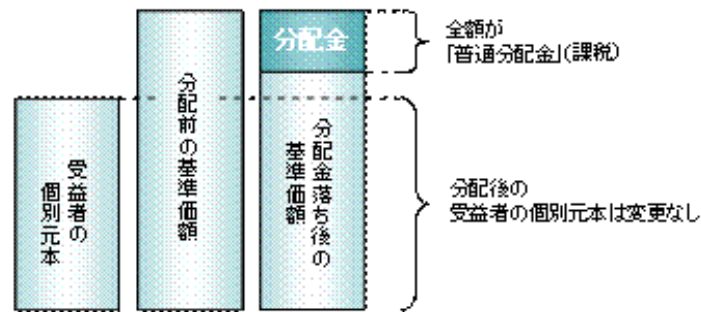 受益者の
個別元本
分配前の基準価額
分配金
分配金落ち後の
基準価額
全額が
「普通分配金」(課税)
分配後の
受益者の個別元本は変更なし